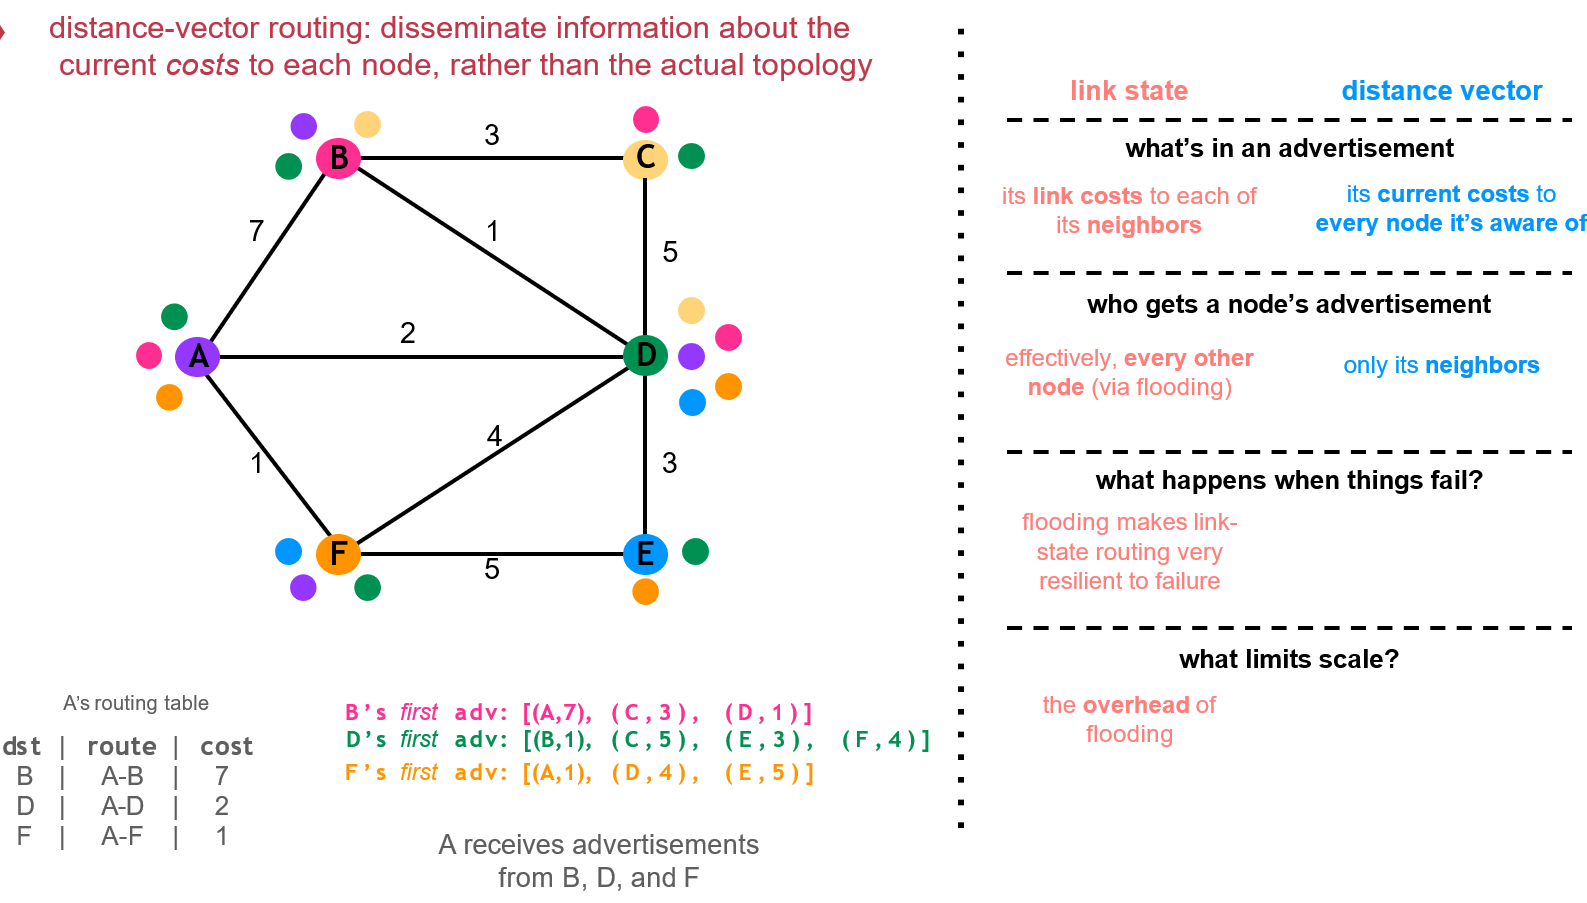 distance-vector routing: disseminate information about the
current costs to each node, rather than the actual topology
B
C
A
D
F
E
3
7
1
5
2
4
1
3
5
A's routing table
dst | route | cost
B | A-B | 7
D | A-D | 2
F | A-F | 1
B's first adv: [(A,7), (C,3), (D,1)]
D's first adv: [(B,1), (C,5), (E,3), (F,4)]
F's first adv: [(A,1), (D,4), (E,5)]
A receives advertisements
from B, D, and F
link state
distance vector
what's in an advertisement
its link costs to each of
its neighbors
its current costs to
every node it's aware of
who gets a node's advertisement
effectively, every other
node (via flooding)
only its neighbors
what happens when things fail?
flooding makes link-
state routing very
resilient to failure
what limits scale?
the overhead of
flooding